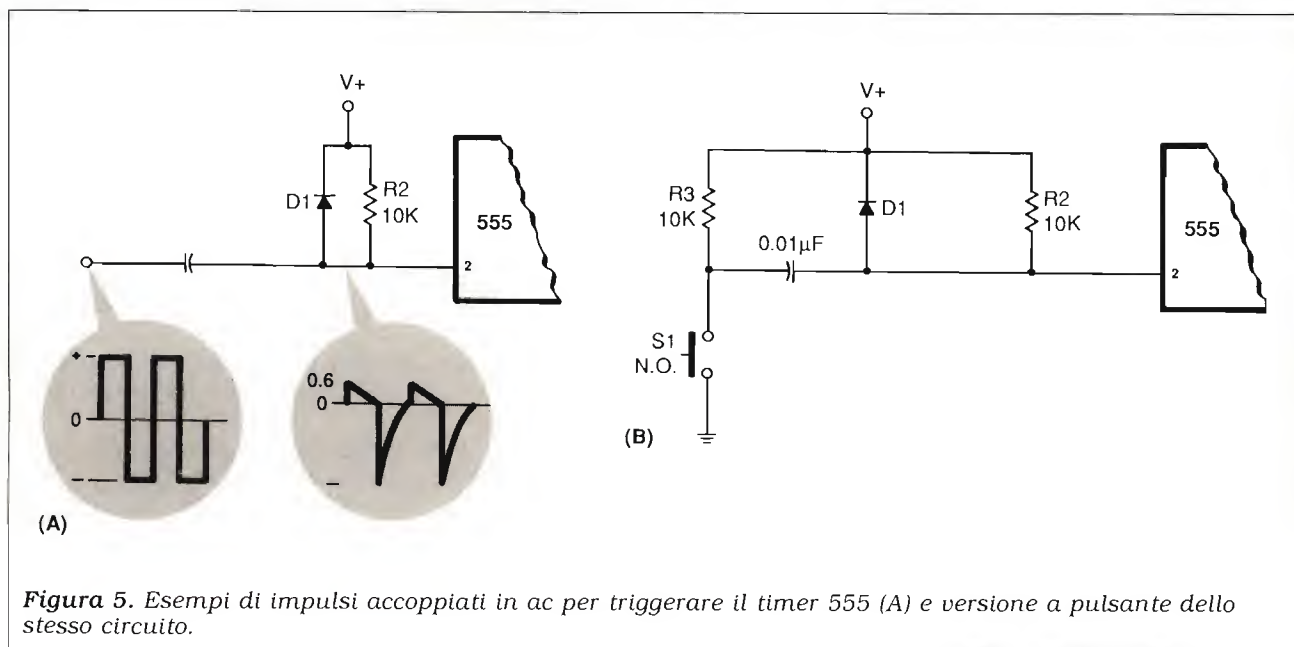 V+
D1
R2
10K
555
2
+
0
–
0.6
0
–
(A)
V+
R3
10K
0.01µF
D1
R2
10K
555
2
S1
N.O.
(B)
Figura 5. Esempi di impulsi accoppiati in ac per triggerare il timer 555 (A) e versione a pulsante dello
stesso circuito.